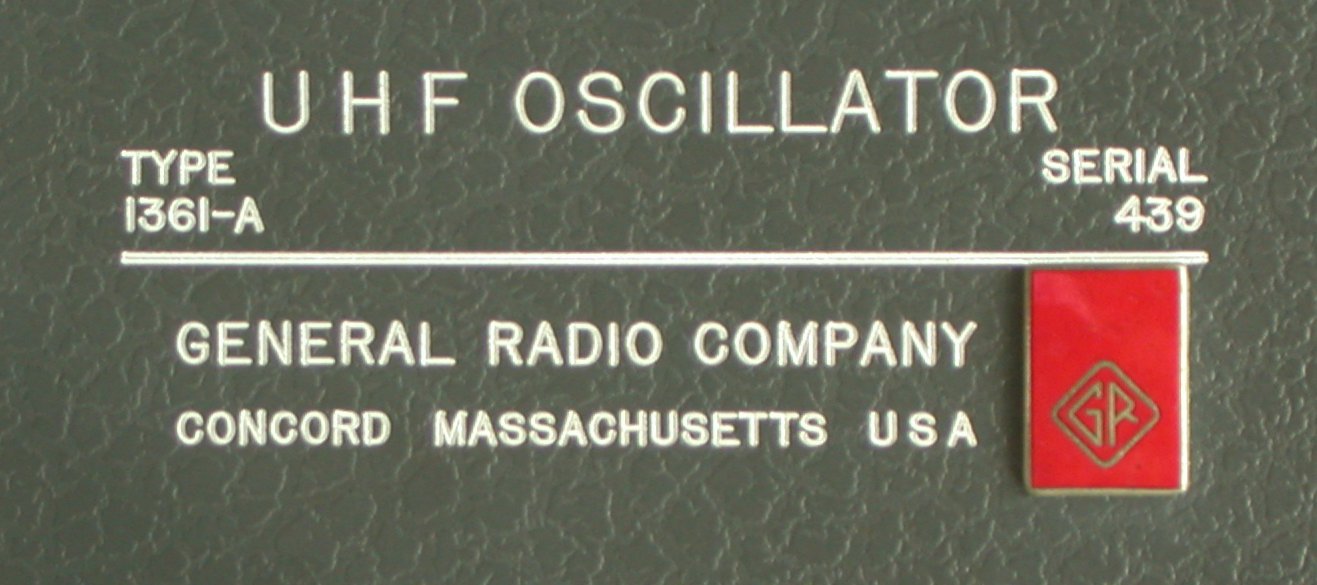 UHF OSCILLATOR
TYPE
1361-A
SERIAL
439
GENERAL RADIO COMPANY
CONCORD MASSACHUSETTS USA
GR